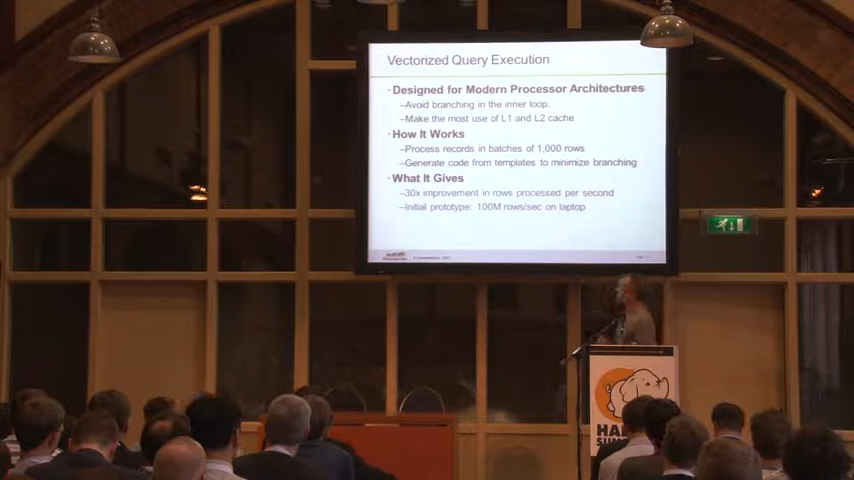 Vectorized Query Execution
·Designed for Modern Processor Architectures
–Avoid branching in the inner loop.
–Make the most use of L1 and L2 cache
·How It Works
–Process records in batches of 1,000 rows
–Generate code from templates to minimize branching
·What It Gives
–30x improvement in rows processed per second
–Initial prototype: 100M rows/sec on laptop